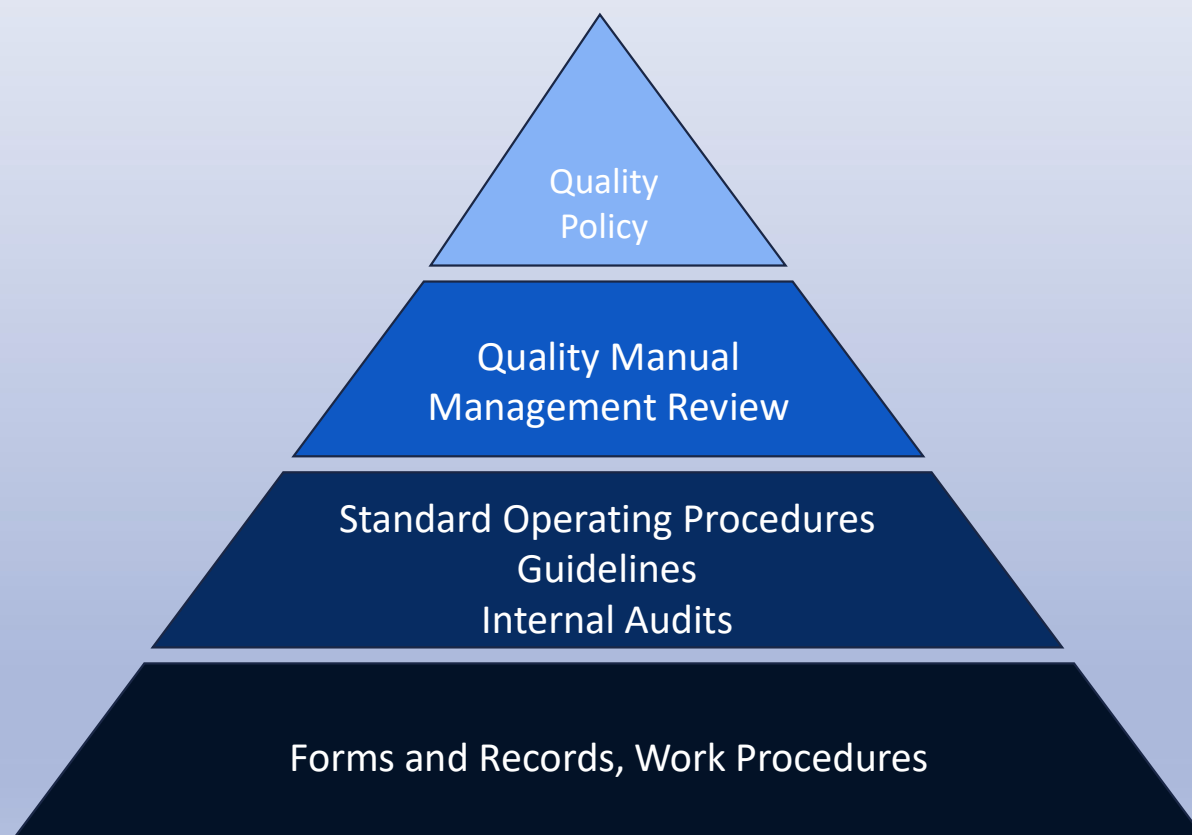 Quality
Policy
Quality Manual
Management Review
Standard Operating Procedures
Guidelines
Internal Audits
Forms and Records, Work Procedures